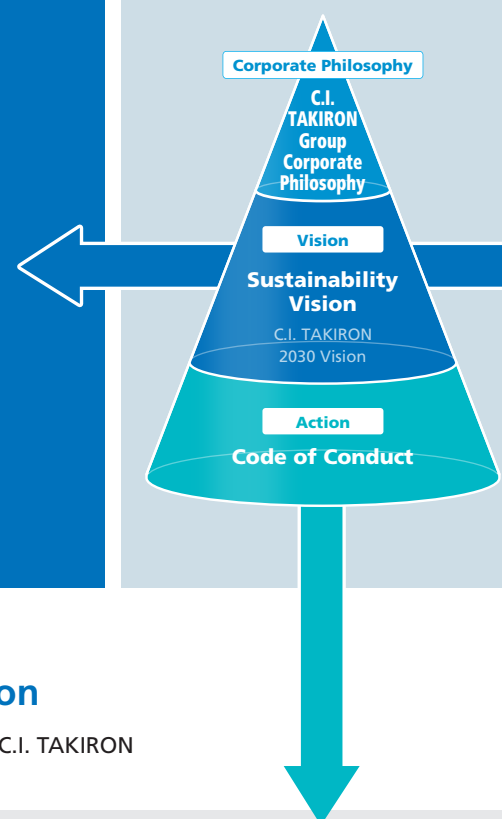 Corporate Philosophy
C.I.
TAKIRON
Group
Corporate
Philosophy
Vision
Sustainability
Vision
C.I. TAKIRON
2030 Vision
Action
Code of Conduct
on
C.I. TAKIRON